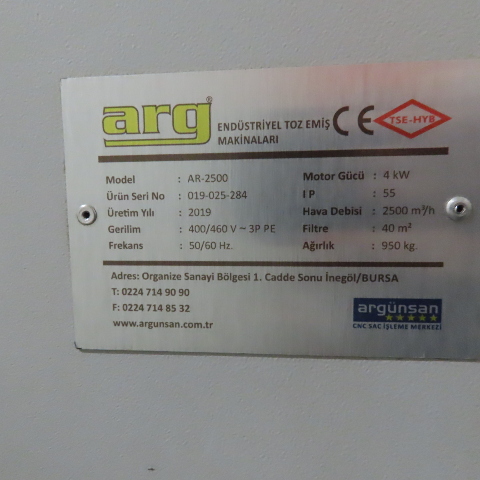 arg®
ENDÜSTRİYEL TOZ EMİŞ
MAKİNALARI
CE
TSE-HYB
Model : AR-2500
Ürün Seri No : 019-025-284
Üretim Yılı : 2019
Gerilim : 400/460 V ~ 3P PE
Frekans : 50/60 Hz.
Motor Gücü : 4 kW
I P : 55
Hava Debisi : 2500 m³/h
Filtre : 40 m²
Ağırlık : 950 kg.
Adres: Organize Sanayi Bölgesi 1. Cadde Sonu İnegöl/BURSA
T: 0224 714 90 90
F: 0224 714 85 32
www.argunsan.com.tr
argünsan
CNC SAC İŞLEME MERKEZİ